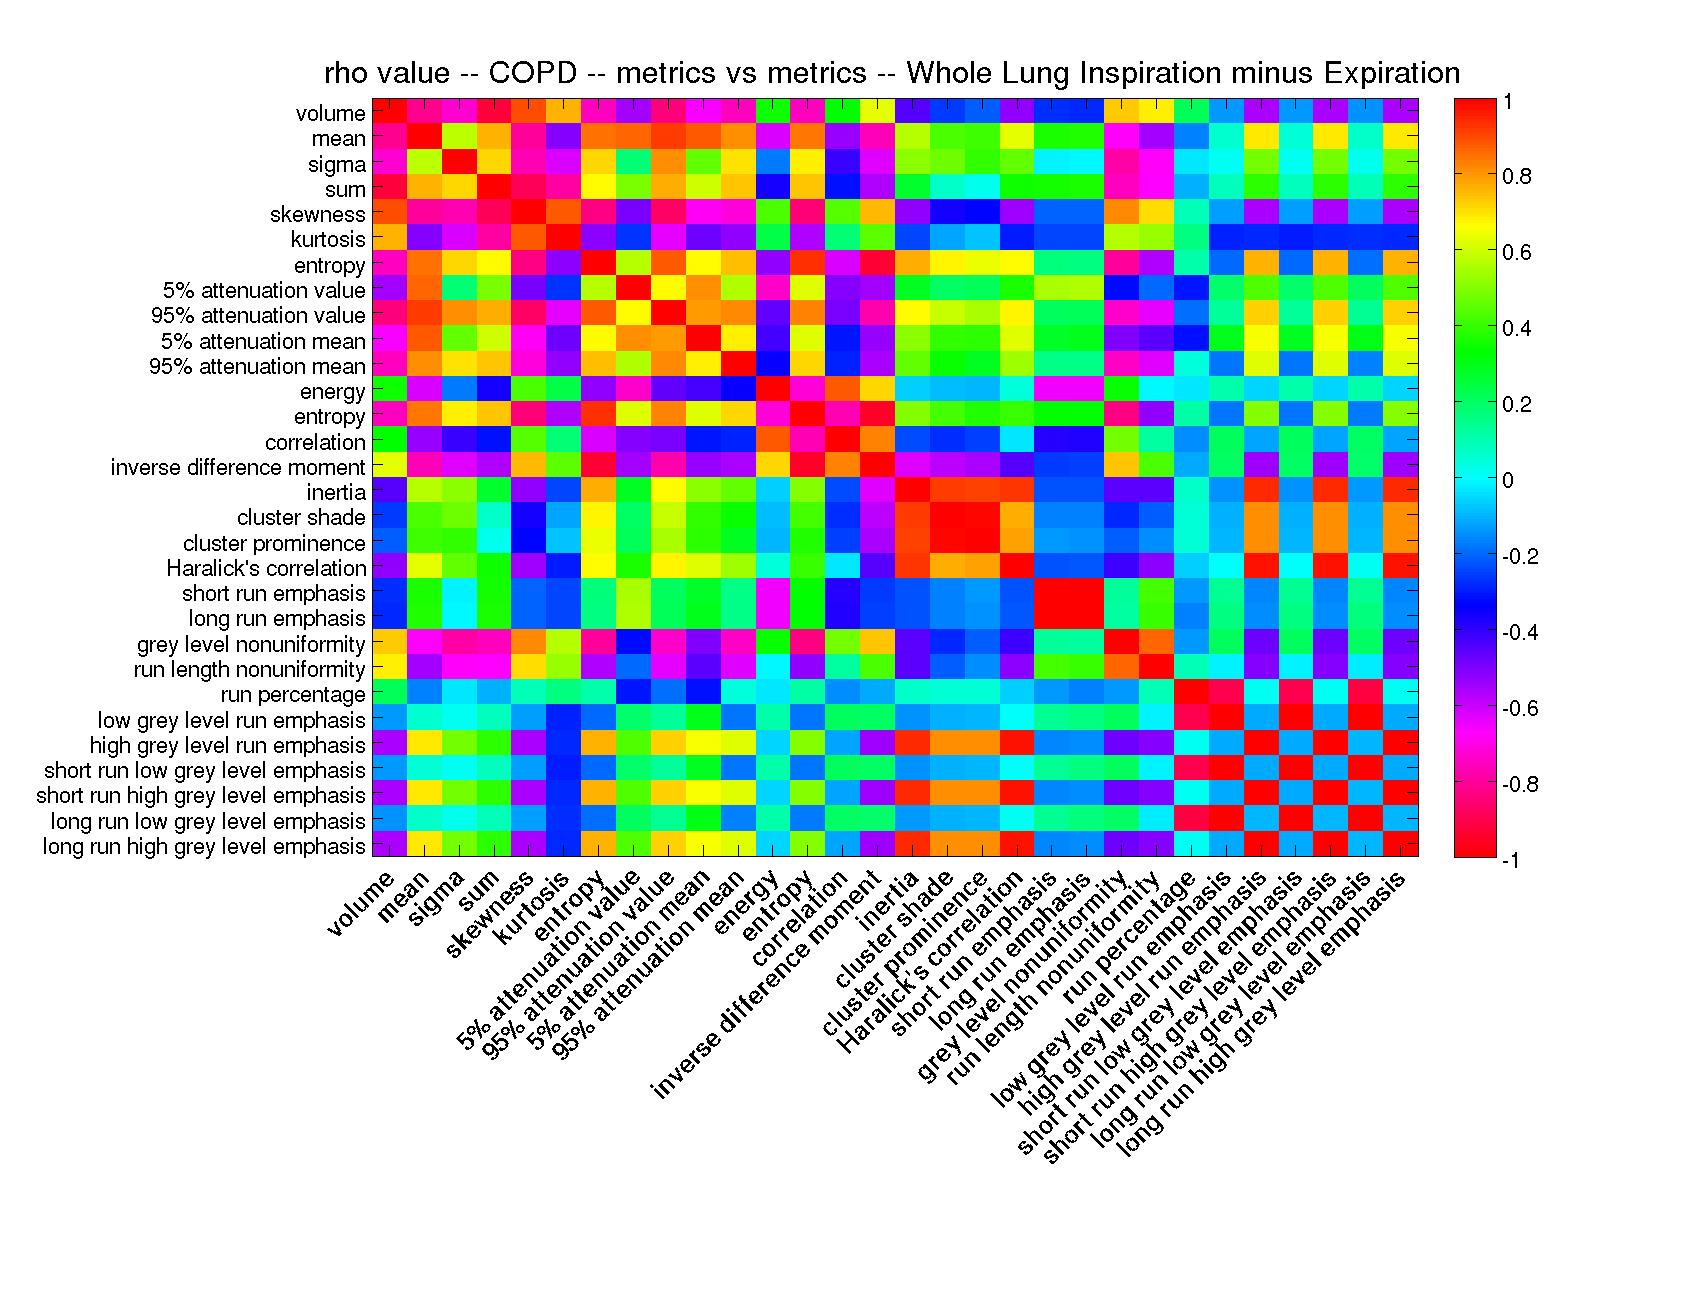 rho value -- COPD -- metrics vs metrics -- Whole Lung Inspiration minus Expiration
volume
mean
sigma
sum
skewness
kurtosis
entropy
5% attenuation value
95% attenuation value
5% attenuation mean
95% attenuation mean
energy
entropy
correlation
inverse difference moment
inertia
cluster shade
cluster prominence
Haralick's correlation
short run emphasis
long run emphasis
grey level nonuniformity
run length nonuniformity
run percentage
low grey level run emphasis
high grey level run emphasis
short run low grey level emphasis
short run high grey level emphasis
long run low grey level emphasis
long run high grey level emphasis
volume
mean
sigma
sum
skewness
kurtosis
entropy
5% attenuation value
95% attenuation value
5% attenuation mean
95% attenuation mean
energy
entropy
correlation
inverse difference moment
inertia
cluster shade
cluster prominence
Haralick's correlation
short run emphasis
long run emphasis
grey level nonuniformity
run length nonuniformity
run percentage
low grey level run emphasis
high grey level run emphasis
short run low grey level emphasis
short run high grey level emphasis
long run low grey level emphasis
long run high grey level emphasis
1
0.8
0.6
0.4
0.2
0
-0.2
-0.4
-0.6
-0.8
-1